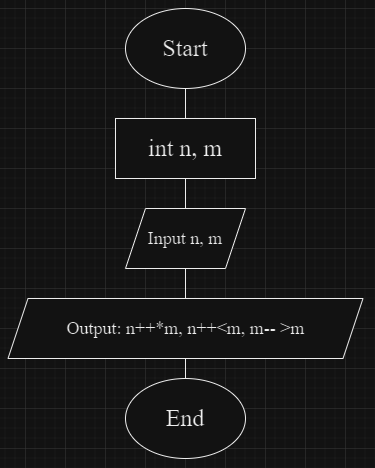 Start
int n, m
Input n, m
Output: n++*m, n++<m, m-- >m
End